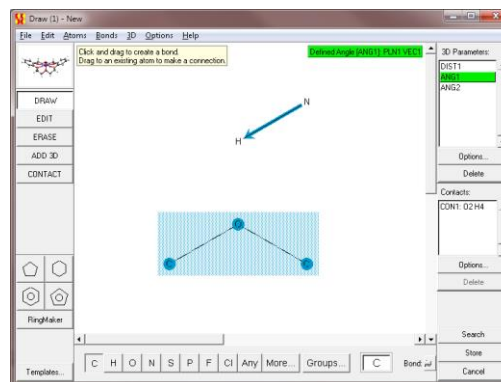 Draw (1) - New
File Edit Atoms Bonds 3D Options Help
Click and drag to create a bond.
Drag to an existing atom to make a connection.
Defined Angle [ANG1]: PLN1 VEC1
3D Parameters:
DIST1
ANG1
ANG2
DRAW
EDIT
ERASE
ADD 3D
CONTACT
N
H
Options...
Delete
Contacts:
CON1: O2 H4
O
C C
Options...
Delete
RingMaker
Search
Store
Cancel
Templates...
C H O N S P F Cl Any More... Groups... C Bond: